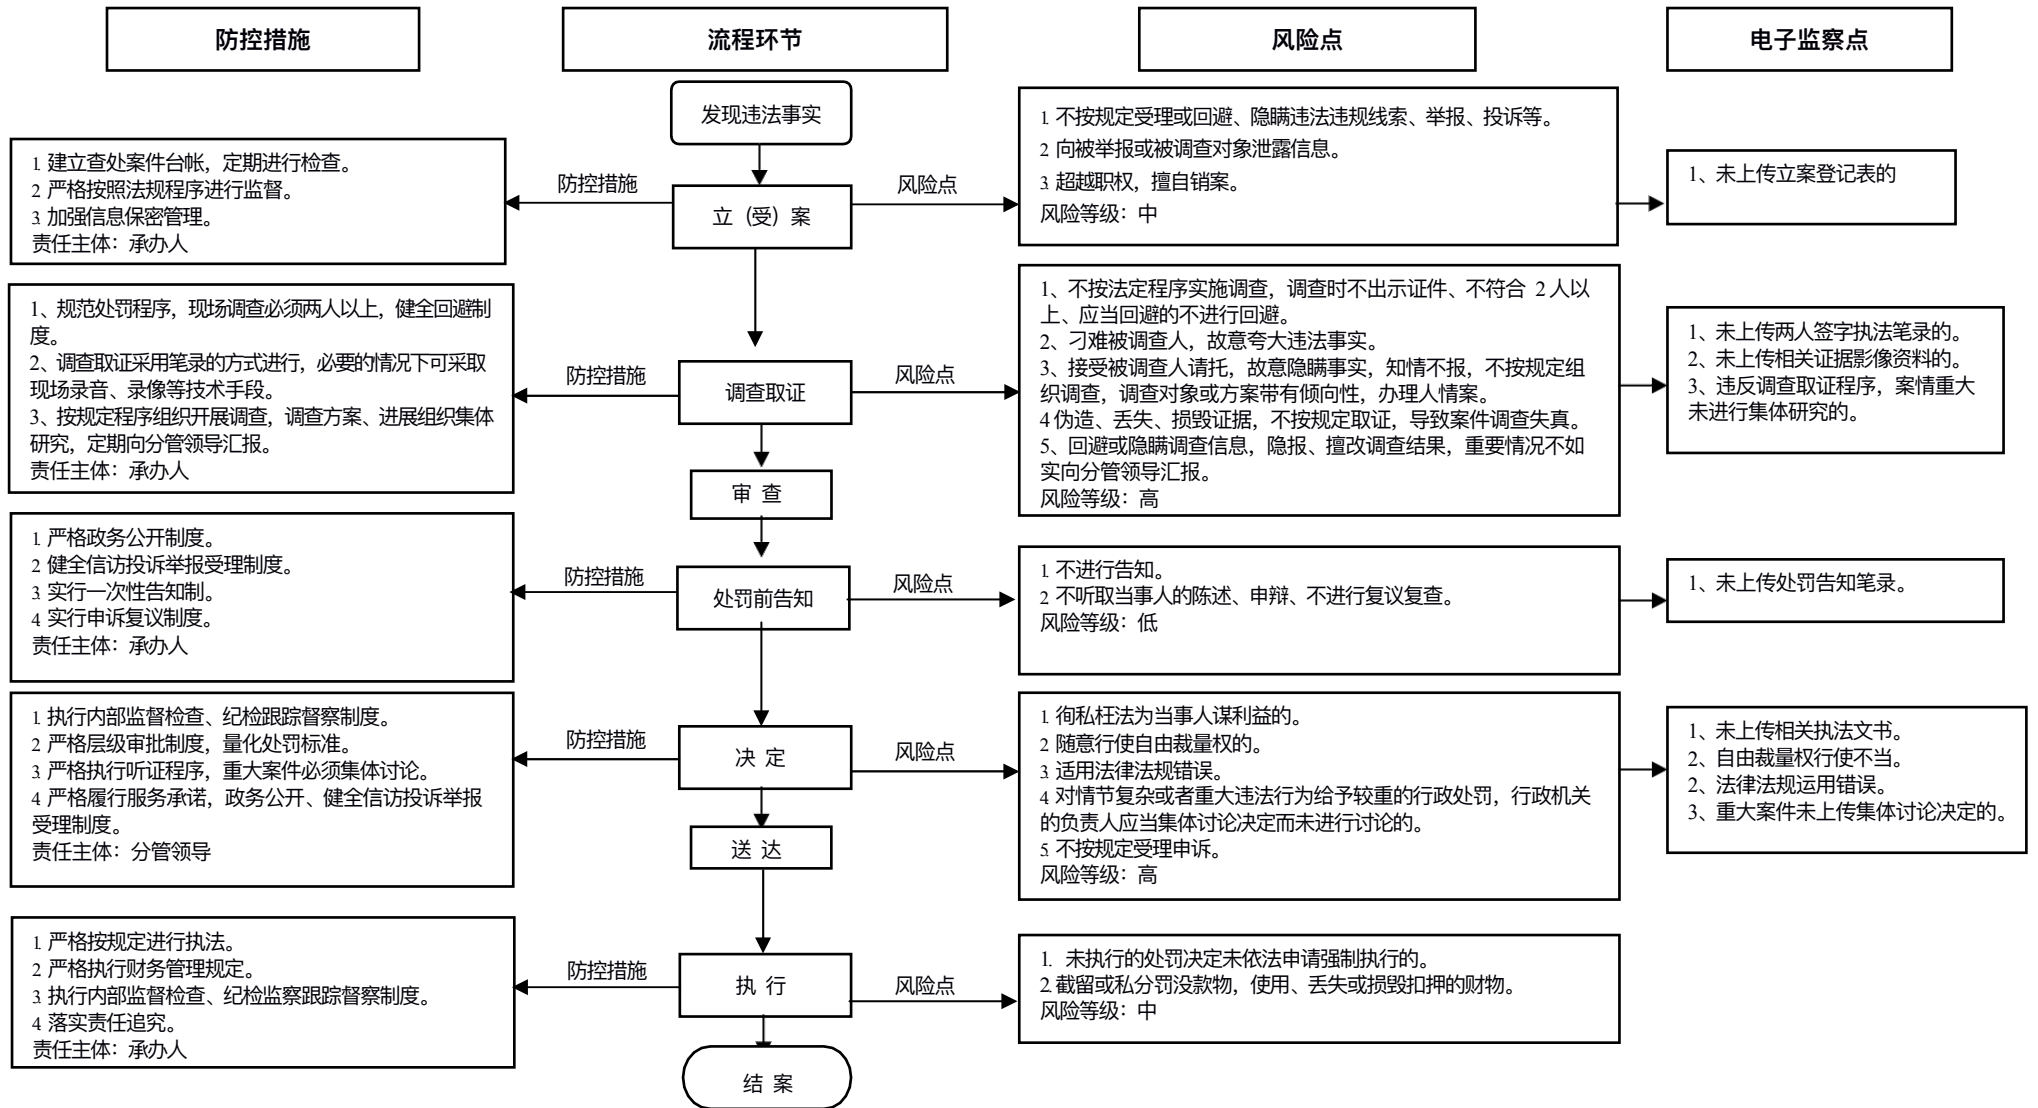 防控措施
流程环节
风险点
电子监察点
发现违法事实
1. 建立查处案件台帐，定期进行检查。
2 严格按照法规程序进行监督。
3. 加强信息保密管理。
责任主体：承办人
防控措施
立（受）案
风险点
1. 不按规定受理或回避、隐瞒违法违规线索、举报、投诉等。
2 向被举报或被调查对象泄露信息。
3. 超越职权，擅自销案。
风险等级：中
1、未上传立案登记表的
1、规范处罚程序，现场调查必须两人以上，健全回避制
度。
2、调查取证采用笔录的方式进行，必要的情况下可采取
现场录音、录像等技术手段。
3、按规定程序组织开展调查，调查方案、进展组织集体
研究，定期向分管领导汇报。
责任主体：承办人
防控措施
调查取证
风险点
1、不按法定程序实施调查，调查时不出示证件、不符合 2 人以
上、应当回避的不进行回避。
2、刁难被调查人，故意夸大违法事实。
3、接受被调查人请托，故意隐瞒事实，知情不报，不按规定组
织调查，调查对象或方案带有倾向性，办理人情案。
4 伪造、丢失、损毁证据，不按规定取证，导致案件调查失真。
5、回避或隐瞒调查信息，隐报、擅改调查结果，重要情况不如
实向分管领导汇报。
风险等级：高
1、未上传两人签字执法笔录的。
2、未上传相关证据影像资料的。
3、违反调查取证程序，案情重大
未进行集体研究的。
审 查
1. 严格政务公开制度。
2 健全信访投诉举报受理制度。
3. 实行一次性告知制。
4 实行申诉复议制度。
责任主体：承办人
防控措施
处罚前告知
风险点
1. 不进行告知。
2 不听取当事人的陈述、申辩、不进行复议复查。
风险等级：低
1、未上传处罚告知笔录。
1. 执行内部监督检查、纪检跟踪督察制度。
2 严格层级审批制度，量化处罚标准。
3. 严格执行听证程序，重大案件必须集体讨论。
4 严格履行服务承诺，政务公开、健全信访投诉举报
受理制度。
责任主体：分管领导
防控措施
决 定
风险点
1. 徇私枉法为当事人谋利益的。
2 随意行使自由裁量权的。
3. 适用法律法规错误。
4 对情节复杂或者重大违法行为给予较重的行政处罚，行政机关
的负责人应当集体讨论决定而未进行讨论的。
5. 不按规定受理申诉。
风险等级：高
1、未上传相关执法文书。
2、自由裁量权行使不当。
2、法律法规运用错误。
3、重大案件未上传集体讨论决定的。
送 达
1. 严格按规定进行执法。
2 严格执行财务管理规定。
3. 执行内部监督检查、纪检监察跟踪督察制度。
4 落实责任追究。
责任主体：承办人
防控措施
执 行
风险点
1. 未执行的处罚决定未依法申请强制执行的。
2. 截留或私分罚没款物，使用、丢失或损毁扣押的财物。
风险等级：中
结 案